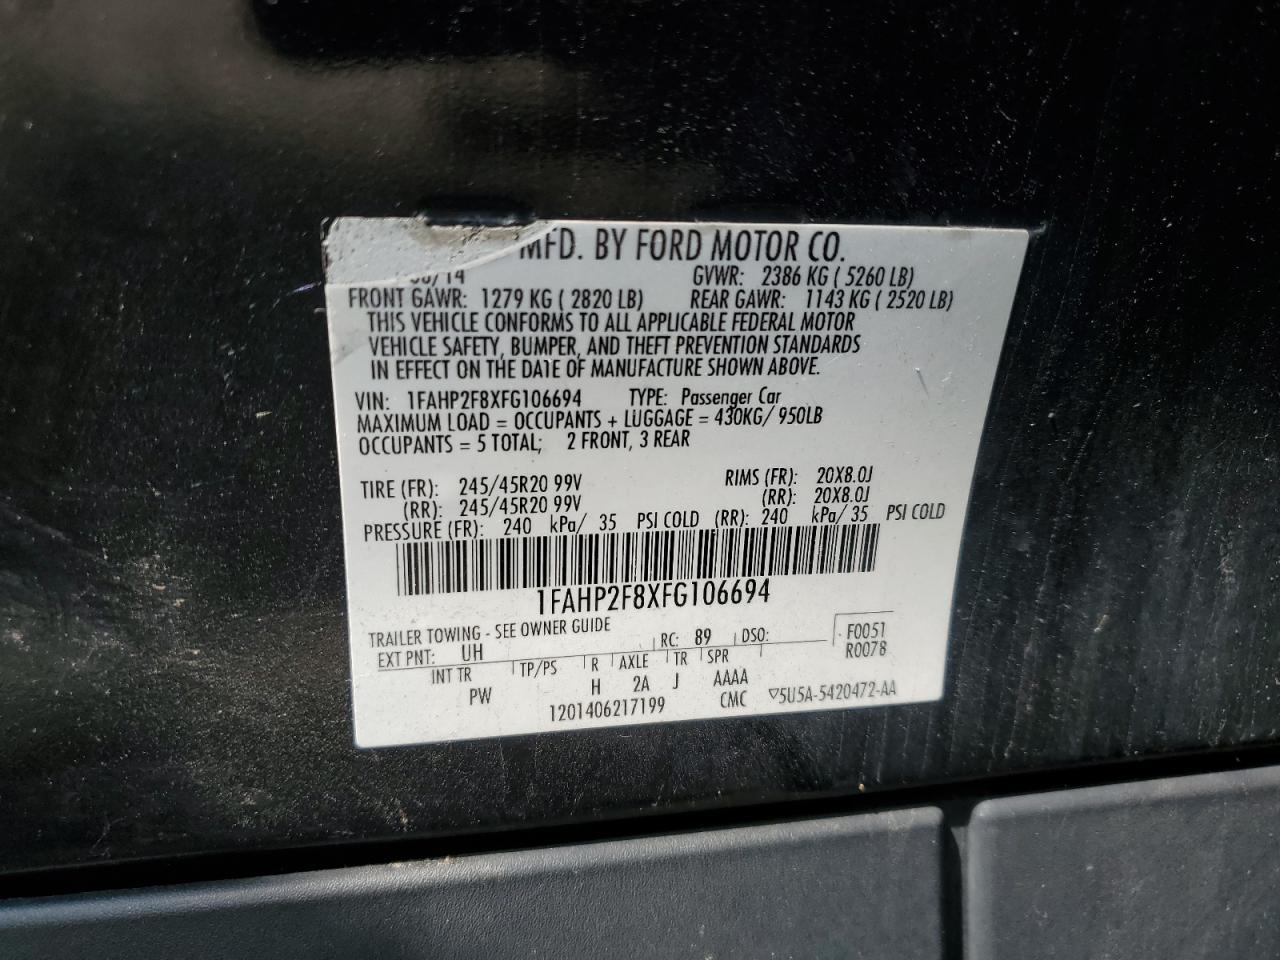 MFD. BY FORD MOTOR CO.
/14 GVWR: 2386 KG ( 5260 LB)
FRONT GAWR: 1279 KG ( 2820 LB) REAR GAWR: 1143 KG ( 2520 LB)
THIS VEHICLE CONFORMS TO ALL APPLICABLE FEDERAL MOTOR
VEHICLE SAFETY, BUMPER, AND THEFT PREVENTION STANDARDS
IN EFFECT ON THE DATE OF MANUFACTURE SHOWN ABOVE.
VIN: 1FAHP2F8XFG106694 TYPE: Passenger Car
MAXIMUM LOAD = OCCUPANTS + LUGGAGE = 430KG/ 950LB
OCCUPANTS = 5 TOTAL; 2 FRONT, 3 REAR
TIRE (FR): 245/45R20 99V RIMS (FR): 20X8.0J
(RR): 245/45R20 99V (RR): 20X8.0J
PRESSURE (FR): 240 kPa/ 35 PSI COLD (RR): 240 kPa/ 35 PSI COLD
1FAHP2F8XFG106694
TRAILER TOWING - SEE OWNER GUIDE
EXT PNT: UH RC: 89 DSO: F0051
R0078
INT TR TP/PS R AXLE TR SPR
PW H 2A J AAAA
1201406217199 CMC ▽5U5A-5420472-AA